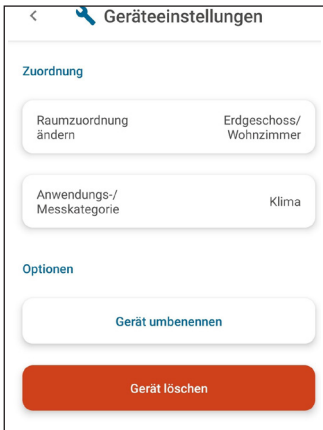 Geräteeinstellungen
Zuordnung
Raumzuordnung
ändern
Erdgeschoss/
Wohnzimmer
Anwendungs-/
Messkategorie
Klima
Optionen
Gerät umbenennen
Gerät löschen